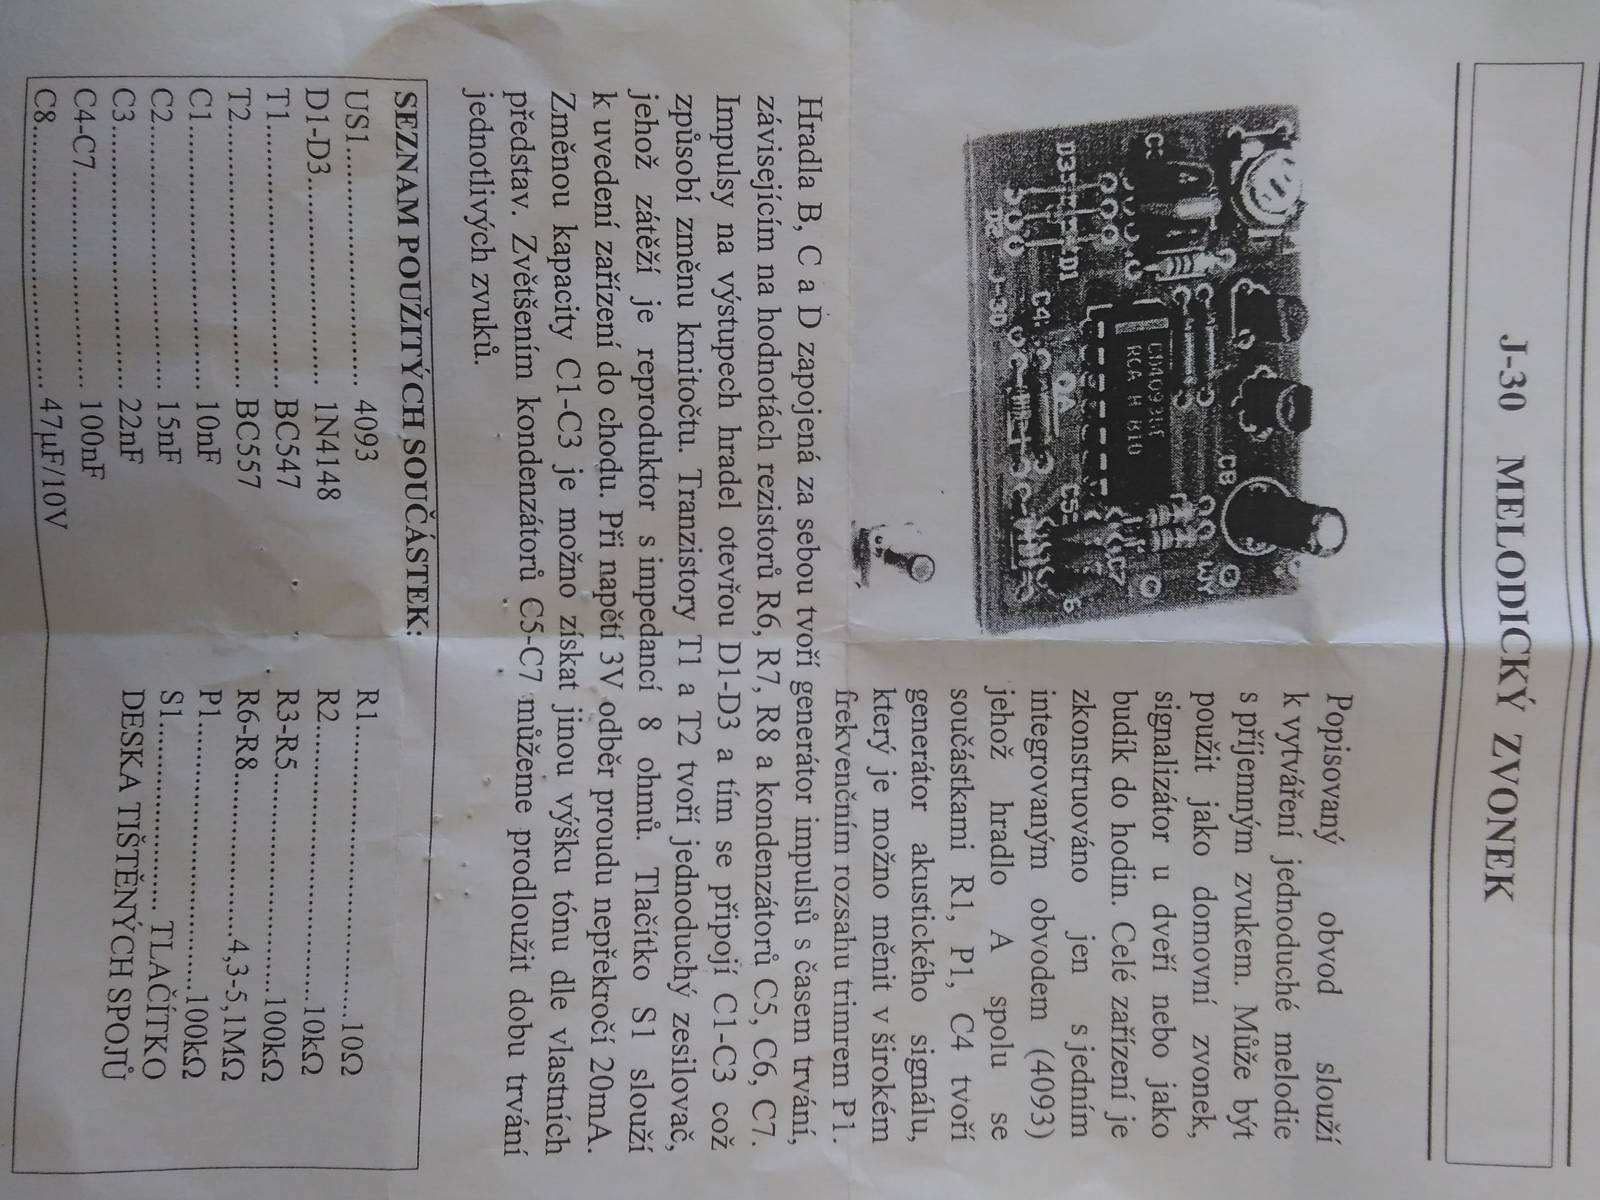 J-30 MELODICKÝ ZVONEK
Popisovaný obvod slouží
k vytváření jednoduché melodie
s příjemným zvukem. Může být
použit jako domovní zvonek,
signalizátor u dveří nebo jako
budík do hodin. Celé zařízení je
zkonstruováno jen s jedním
integrovaným obvodem (4093)
jehož hradlo A spolu se
součástkami R1, P1, C4 tvoří
generátor akustického signálu,
který je možno měnit v širokém
frekvenčním rozsahu trimrem P1.
Hradla B, C a D zapojená za sebou tvoří generátor impulsů s časem trvání,
závisejícím na hodnotách rezistorů R6, R7, R8 a kondenzátorů C5, C6, C7.
Impulsy na výstupech hradel otevřou D1-D3 a tím se připojí C1-C3 což
způsobí změnu kmitočtu. Tranzistory T1 a T2 tvoří jednoduchý zesilovač,
jehož zátěží je reproduktor s impedancí 8 ohmů. Tlačítko S1 slouží
k uvedení zařízení do chodu. Při napětí 3V odběr proudu nepřekročí 20mA.
Změnou kapacity C1-C3 je možno získat jinou výšku tónu dle vlastních
představ. Zvětšením kondenzátorů C5-C7 můžeme prodloužit dobu trvání
jednotlivých zvuků.
SEZNAM POUŽITÝCH SOUČÁSTEK:
US1................................ 4093
D1-D3............................ 1N4148
T1.................................. BC547
T2.................................. BC557
C1.................................. 10nF
C2.................................. 15nF
C3.................................. 22nF
C4-C7............................ 100nF
C8.................................. 47µF/10V
R1....................................10Ω
R2....................................10kΩ
R3-R5............................100kΩ
R6-R8....................4,3-5,1MΩ
P1..................................100kΩ
S1........................ TLAČÍTKO
DESKA TIŠTĚNÝCH SPOJŮ
D3
D1
J-30
C4
C5
C8
WY
RCA H 810